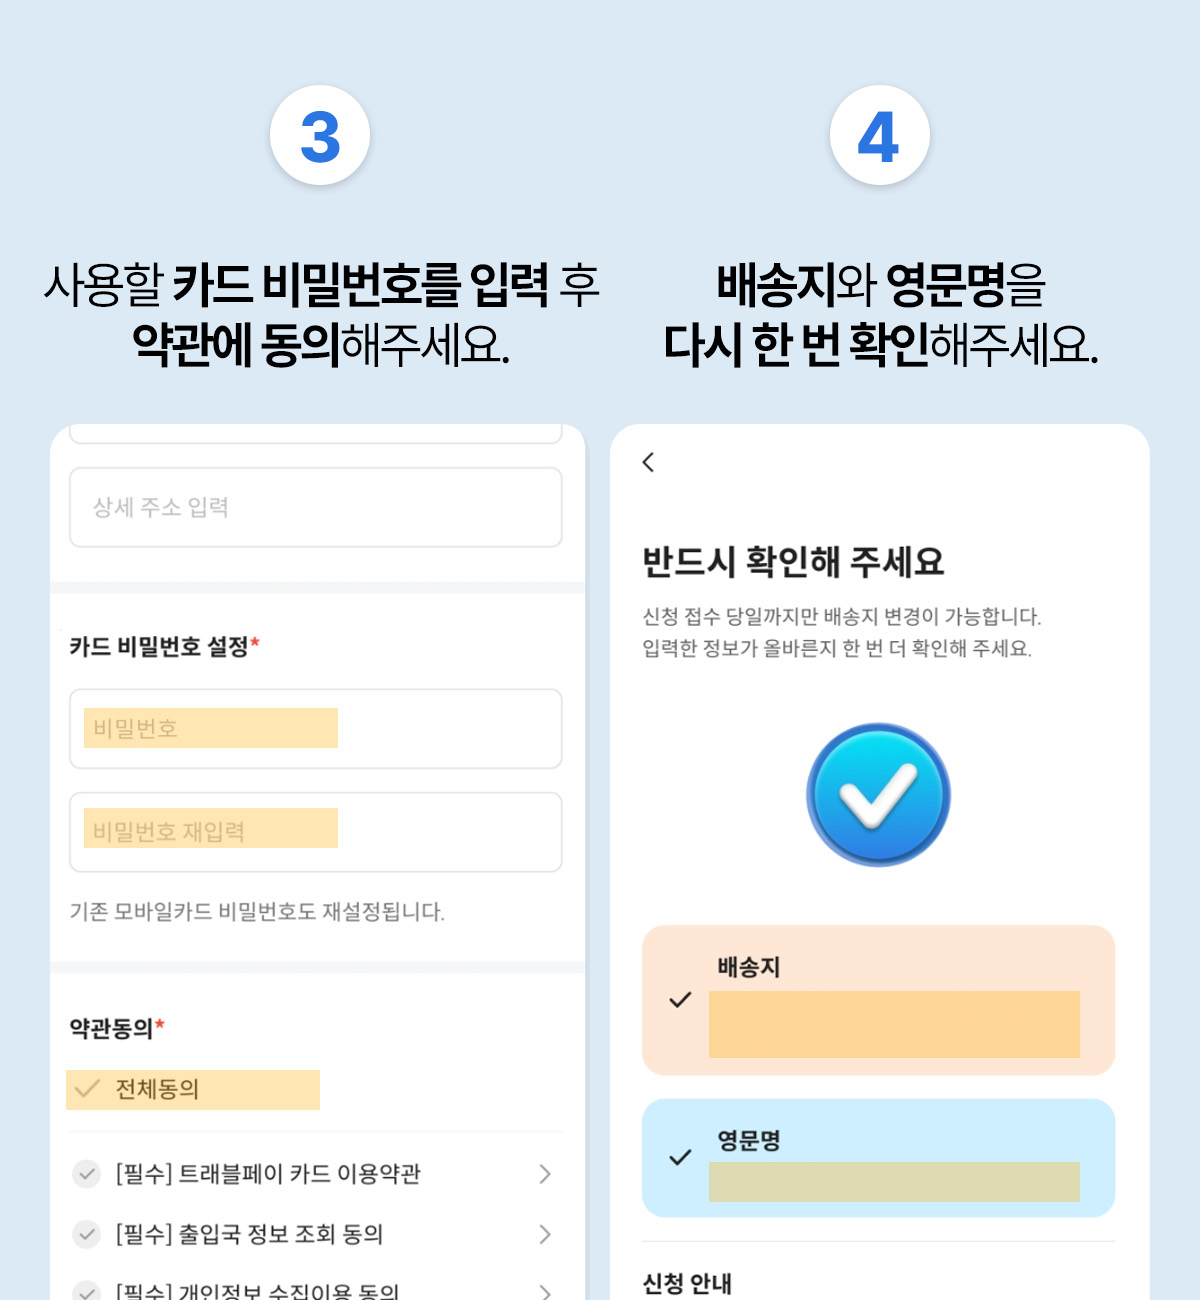 3
사용할 카드 비밀번호를 입력 후
약관에 동의해주세요.
상세 주소 입력
카드 비밀번호 설정*
비밀번호
비밀번호 재입력
기존 모바일카드 비밀번호도 재설정됩니다.
약관동의*
전체동의
[필수] 트래블페이 카드 이용약관
[필수] 출입국 정보 조회 동의
[필수] 개인정보 수집이용 동의
4
배송지와 영문명을
다시 한 번 확인해주세요.
반드시 확인해 주세요
신청 접수 당일까지만 배송지 변경이 가능합니다.
입력한 정보가 올바른지 한 번 더 확인해 주세요.
배송지
영문명
신청 안내